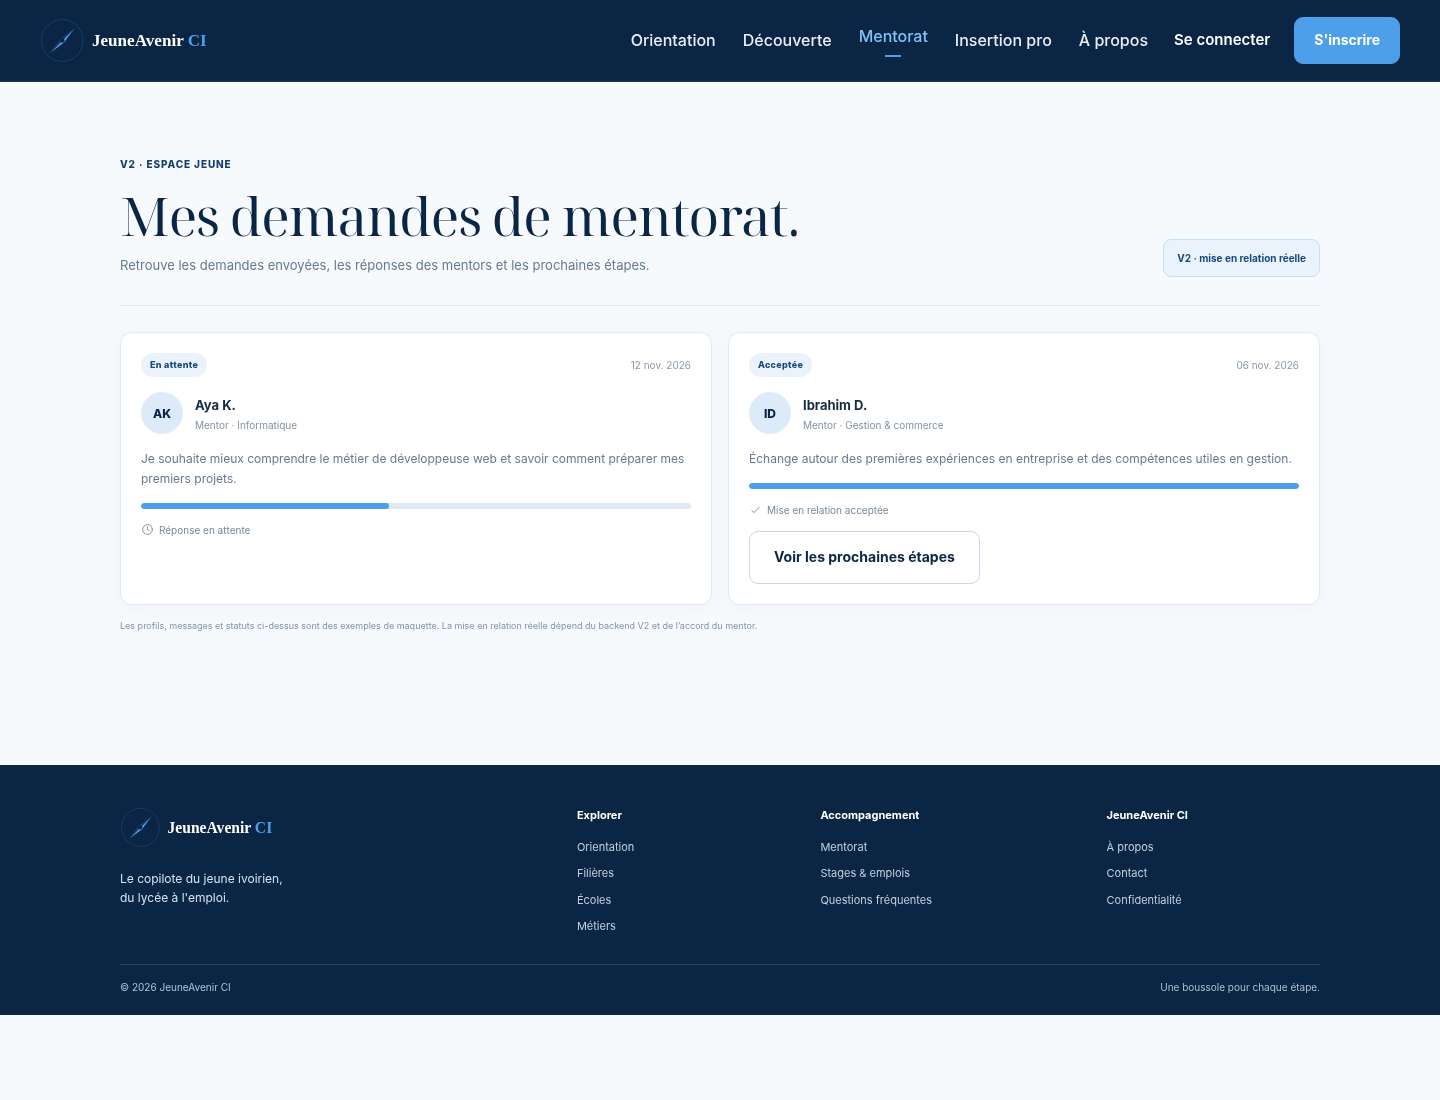 JeuneAvenir CI
Orientation
Découverte
Mentorat
Insertion pro
À propos
Se connecter
S'inscrire
V2 · ESPACE JEUNE
Mes demandes de mentorat.
Retrouve les demandes envoyées, les réponses des mentors et les prochaines étapes.
V2 · mise en relation réelle
En attente
12 nov. 2026
AK
Aya K.
Mentor · Informatique
Je souhaite mieux comprendre le métier de développeuse web et savoir comment préparer mes
premiers projets.
Réponse en attente
Acceptée
06 nov. 2026
ID
Ibrahim D.
Mentor · Gestion & commerce
Échange autour des premières expériences en entreprise et des compétences utiles en gestion.
Mise en relation acceptée
Voir les prochaines étapes
Les profils, messages et statuts ci-dessus sont des exemples de maquette. La mise en relation réelle dépend du backend V2 et de l'accord du mentor.
JeuneAvenir CI
Le copilote du jeune ivoirien,
du lycée à l'emploi.
Explorer
Orientation
Filières
Écoles
Métiers
Accompagnement
Mentorat
Stages & emplois
Questions fréquentes
JeuneAvenir CI
À propos
Contact
Confidentialité
© 2026 JeuneAvenir CI
Une boussole pour chaque étape.